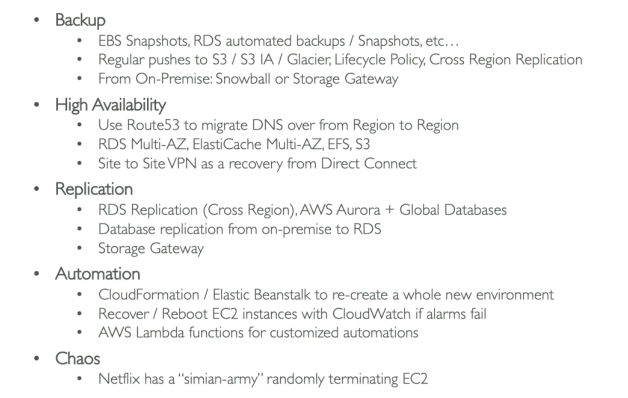 • Backup
• EBS Snapshots, RDS automated backups / Snapshots, etc…
• Regular pushes to S3 / S3 IA / Glacier, Lifecycle Policy, Cross Region Replication
• From On-Premise: Snowball or Storage Gateway
• High Availability
• Use Route53 to migrate DNS over from Region to Region
• RDS Multi-AZ, ElastiCache Multi-AZ, EFS, S3
• Site to Site VPN as a recovery from Direct Connect
• Replication
• RDS Replication (Cross Region), AWS Aurora + Global Databases
• Database replication from on-premise to RDS
• Storage Gateway
• Automation
• CloudFormation / Elastic Beanstalk to re-create a whole new environment
• Recover / Reboot EC2 instances with CloudWatch if alarms fail
• AWS Lambda functions for customized automations
• Chaos
• Netflix has a “simian-army” randomly terminating EC2